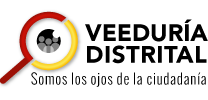 VEEDURÍA
DISTRITAL
Somos los ojos de la ciudadanía